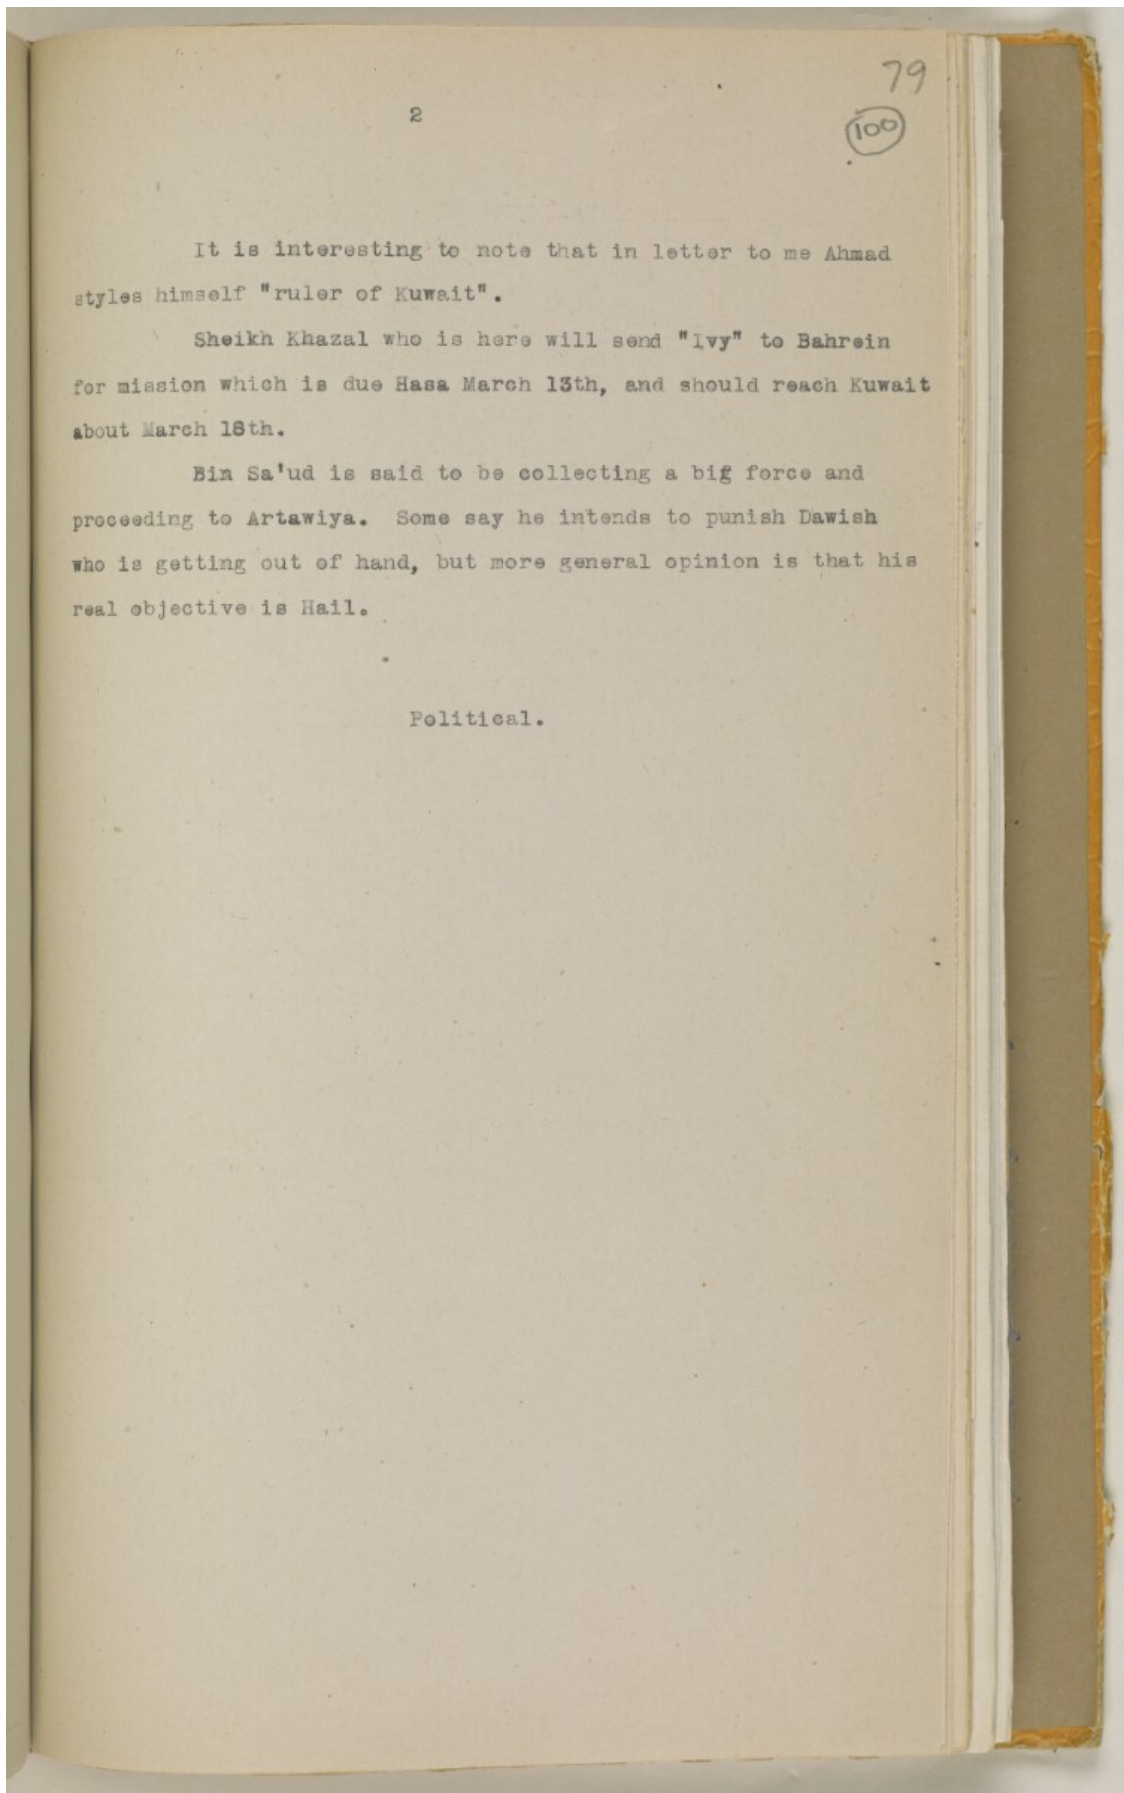 79
2
100
It is interesting to note that in letter to me Ahmad
styles himself "ruler of Kuwait".
Sheikh Khazal who is here will send "Ivy" to Bahrein
for mission which is due Hasa March 13th, and should reach Kuwait
about March 18th.
Bin Sa'ud is said to be collecting a big force and
proceeding to Artawiya. Some say he intends to punish Dawish
who is getting out of hand, but more general opinion is that his
real objective is Hail.
Political.